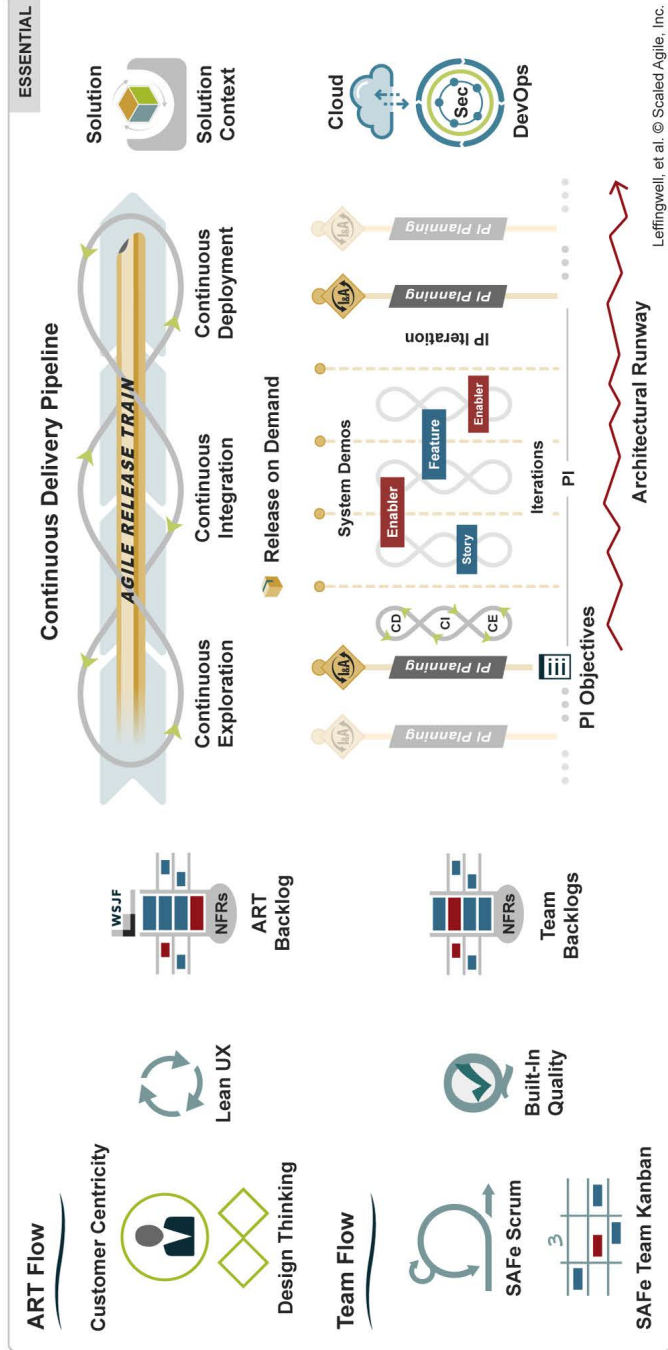 ESSENTIAL
ART Flow
Customer Centricity
Design Thinking
Lean UX
WSJF
NFRs
ART
Backlog
Continuous Delivery Pipeline
AGILE RELEASE TRAIN
Continuous
Exploration
Continuous
Integration
Continuous
Deployment
Release on Demand
Solution
Solution
Context
Team Flow
SAFe Scrum
3
SAFe Team Kanban
Built-In
Quality
NFRs
Team
Backlogs
I&A
PI Planning
I&A
PI Planning
PI Objectives
CD
CI
CE
System Demos
Enabler
Story
Feature
Enabler
Iterations
PI
IP Iteration
I&A
PI Planning
I&A
PI Planning
Architectural Runway
Cloud
Sec
DevOps
Leffingwell, et al. © Scaled Agile, Inc.